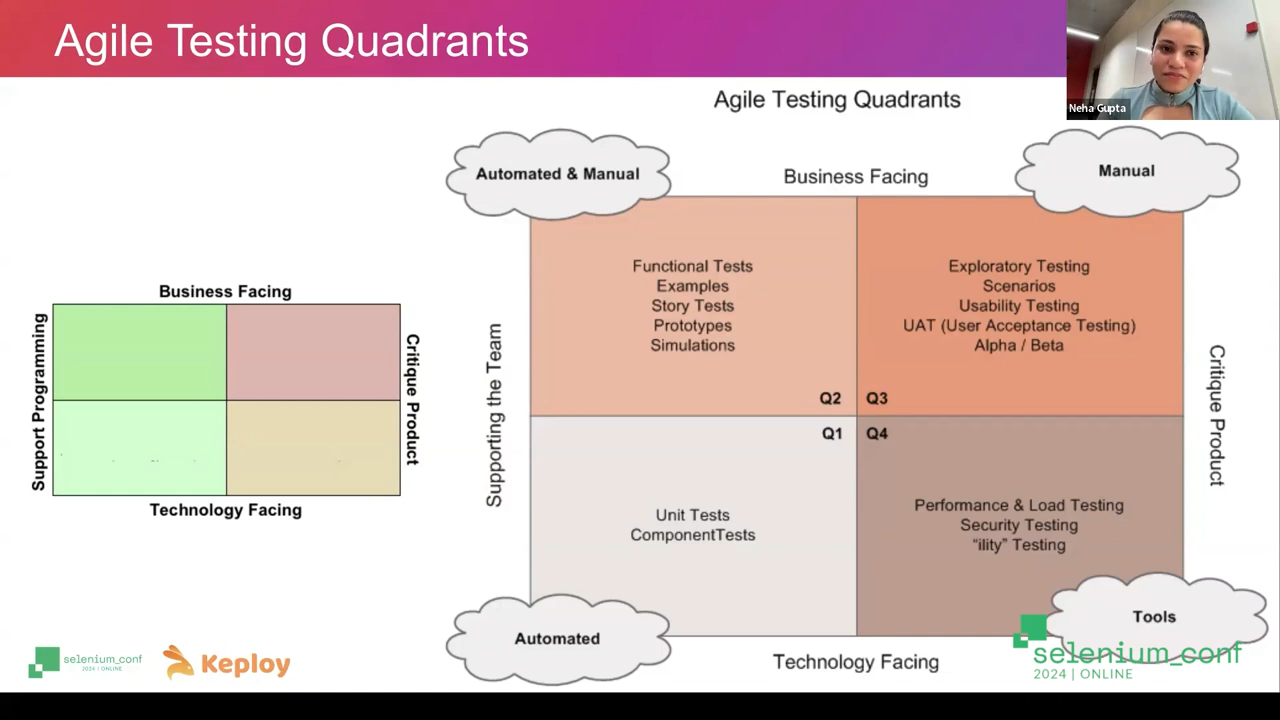 Agile Testing Quadrants
Neha Gupta
Business Facing
Support Programming
Critique Product
Technology Facing
Agile Testing Quadrants
Automated & Manual
Business Facing
Manual
Supporting the Team
Functional Tests
Examples
Story Tests
Prototypes
Simulations
Q2
Exploratory Testing
Scenarios
Usability Testing
UAT (User Acceptance Testing)
Alpha / Beta
Q3
Critique Product
Q1
Unit Tests
ComponentTests
Q4
Performance & Load Testing
Security Testing
“ility” Testing
Automated
Tools
Technology Facing
selenium_conf
2024 | ONLINE
Keploy
selenium_conf
2024 | ONLINE